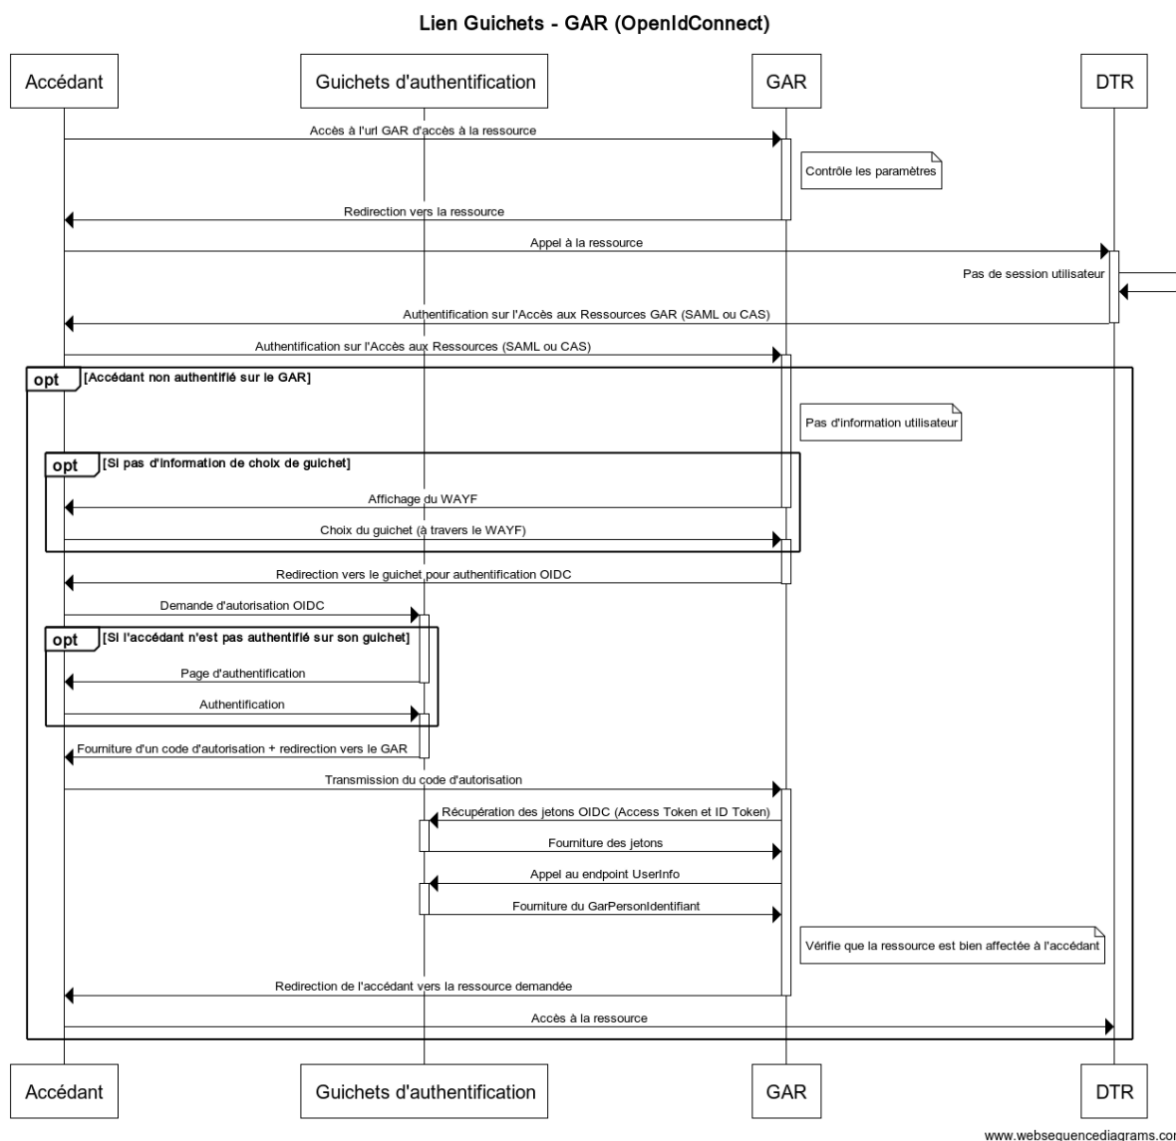 Lien Guichets - GAR (OpenIdConnect)
Accédant
Guichets d'authentification
GAR
DTR
Accès à l'url GAR d'accès à la ressource
Contrôle les paramètres
Redirection vers la ressource
Appel à la ressource
Pas de session utilisateur
Authentification sur l'Accès aux Ressources GAR (SAML ou CAS)
Authentification sur l'Accès aux Ressources (SAML ou CAS)
opt
[Accédant non authentifié sur le GAR]
Pas d'information utilisateur
opt
[Si pas d'information de choix de guichet]
Affichage du WAYF
Choix du guichet (à travers le WAYF)
Redirection vers le guichet pour authentification OIDC
Demande d'autorisation OIDC
opt
[Si l'accédant n'est pas authentifié sur son guichet]
Page d'authentification
Authentification
Fourniture d'un code d'autorisation + redirection vers le GAR
Transmission du code d'autorisation
Récupération des jetons OIDC (Access Token et ID Token)
Fourniture des jetons
Appel au endpoint UserInfo
Fourniture du GarPersonIdentifiant
Vérifie que la ressource est bien affectée à l'accédant
Redirection de l'accédant vers la ressource demandée
Accès à la ressource
Accédant
Guichets d'authentification
GAR
DTR
www.websequencediagrams.com